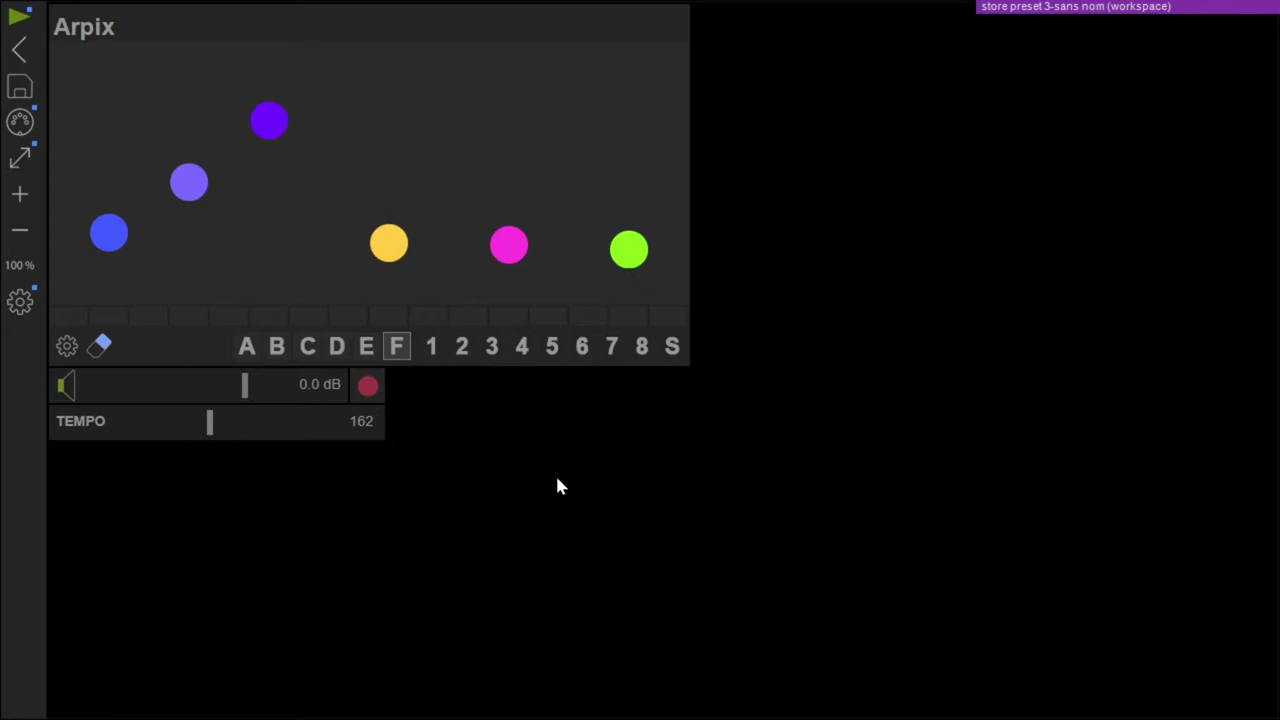 store preset 3-sans nom (workspace)
Arpix
100 %
A B C D E F 1 2 3 4 5 6 7 8 S
0.0 dB
TEMPO 162